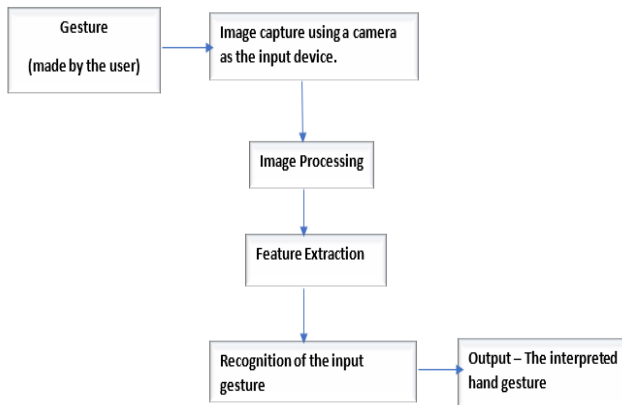 Gesture
(made by the user)
Image capture using a camera
as the input device.
Image Processing
Feature Extraction
Recognition of the input
gesture
Output – The interpreted
hand gesture